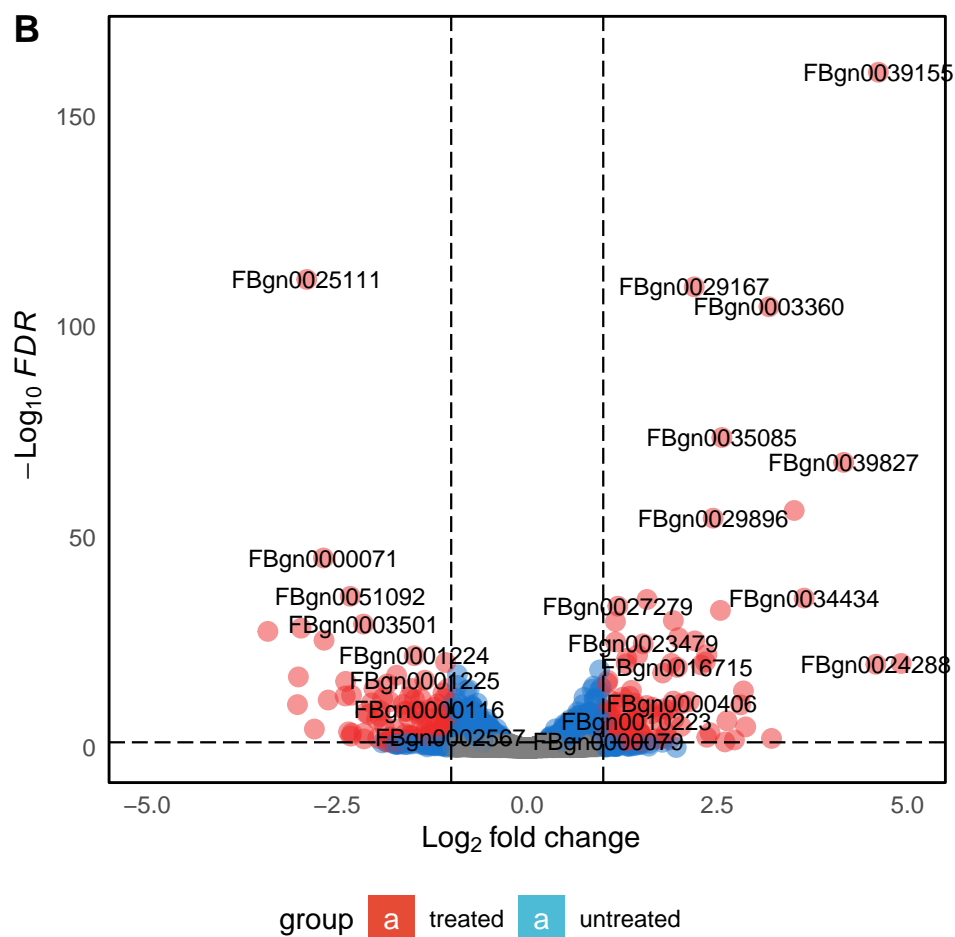 B
FBgn0039155
150
FBgn0025111
FBgn0029167
FBgn0003360
100
FBgn0035085
FBgn0039827
−Log10 FDR
FBgn0029896
50
FBgn0000071
FBgn0051092
FBgn0034434
FBgn0027279
FBgn0003501
FBgn0023479
FBgn0001224
FBgn0016715
FBgn0024288
FBgn0001225
FBgn0000406
FBgn0000116
FBgn0010223
FBgn0002567
FBgn0000079
0
−5.0 −2.5 0.0 2.5 5.0
Log2 fold change
group a treated a untreated